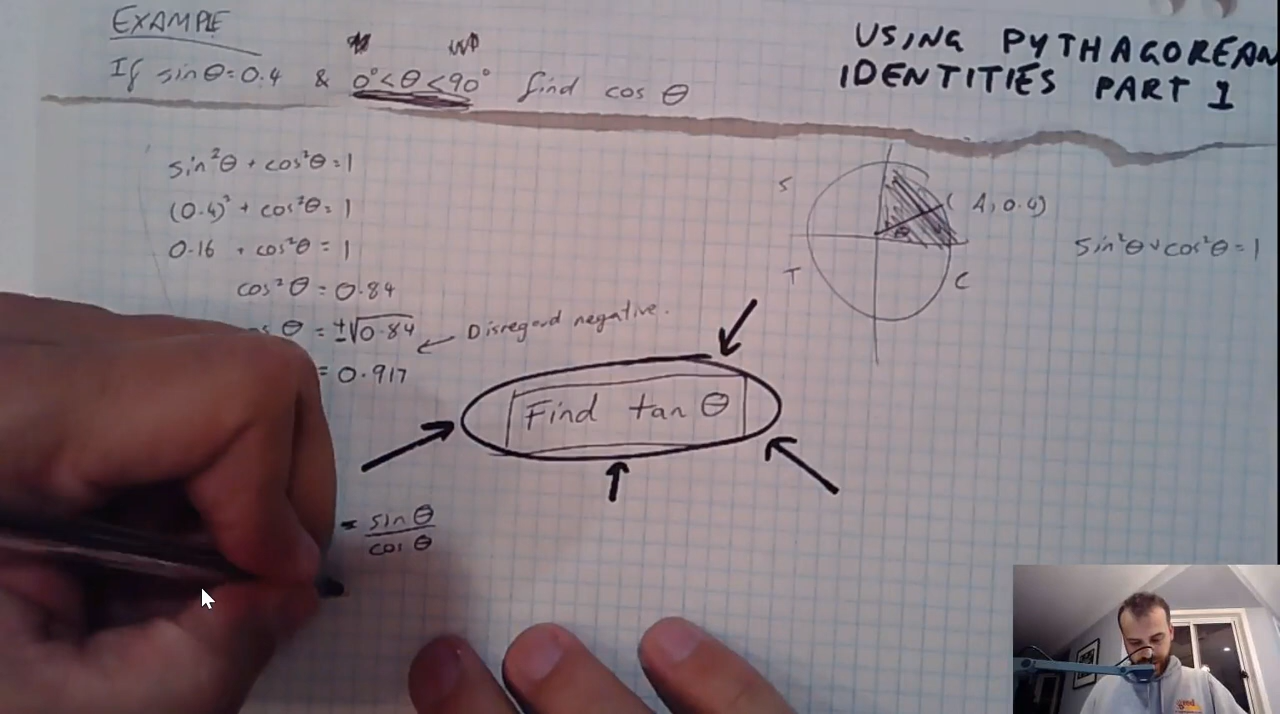 EXAMPLE
If sinθ=0.4 & 0°<θ<90° find cos θ
USING PYTHAGOREAN
IDENTITIES PART 1
sin²θ + cos²θ = 1
(0.4)² + cos²θ = 1
0.16 + cos²θ = 1
cos²θ = 0.84
θ = ±√0.84
Disregard negative.
= 0.917
S
(A, 0.4)
T
C
sin²θ + cos²θ = 1
Find tan θ
= sin θ
cos θ